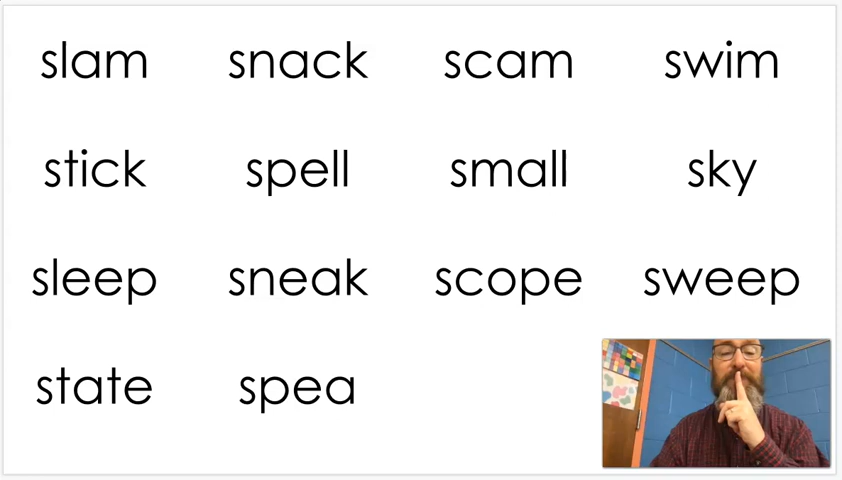 slam snack scam swim
stick spell small sky
sleep sneak scope sweep
state spea